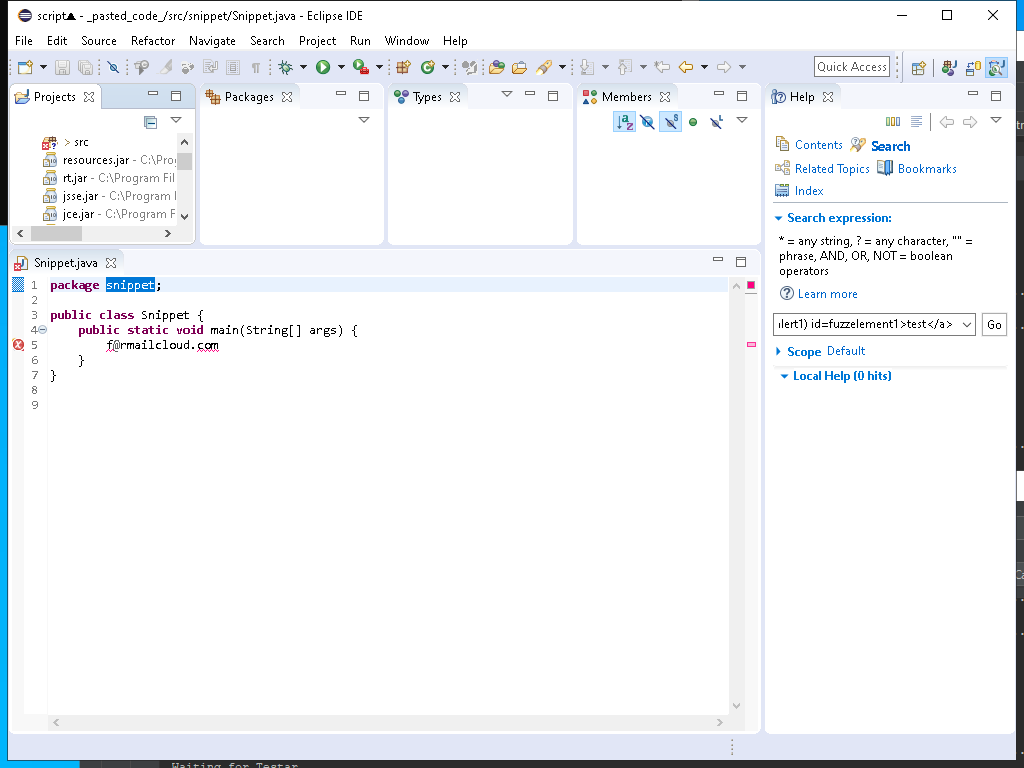 script▲ - _pasted_code_/src/snippet/Snippet.java - Eclipse IDE
File Edit Source Refactor Navigate Search Project Run Window Help
Quick Access
Projects
> src
resources.jar - C:\Pro
rt.jar - C:\Program Fil
jsse.jar - C:\Program
jce.jar - C:\Program F
Packages
Types
Members
Help
Contents Search
Related Topics Bookmarks
Index
Search expression:
* = any string, ? = any character, "" =
phrase, AND, OR, NOT = boolean
operators
Learn more
lert1) id=fuzzelement1>test</a> Go
Scope Default
Local Help (0 hits)
Snippet.java
1 package snippet;
2
3 public class Snippet {
4 public static void main(String[] args) {
5 f@rmailcloud.com
6 }
7 }
8
9
Waiting for Testar